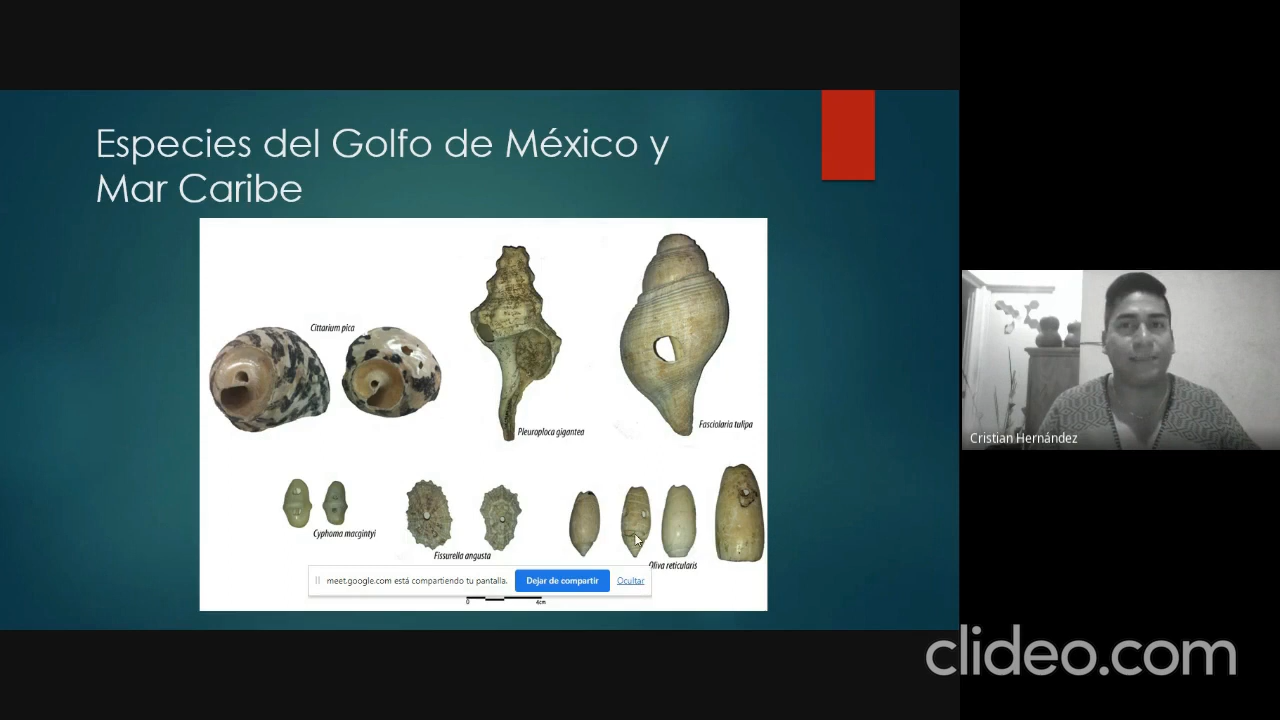 Especies del Golfo de México y
Mar Caribe
Cittarium pica
Pleuroploca gigantea
Fasciolaria tulipa
Cyphoma macgintyi
Fissurella angusta
Oliva reticularis
meet.google.com está compartiendo tu pantalla.
Dejar de compartir
Ocultar
0
4cm
Cristian Hernández
clideo.com